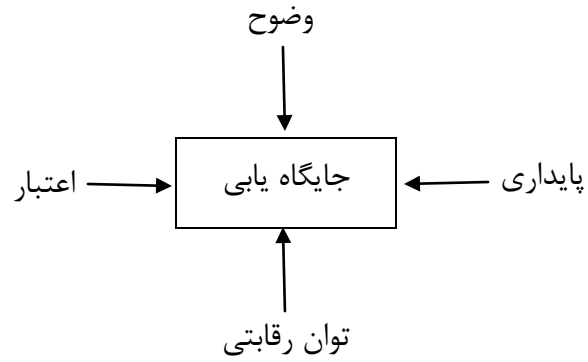 وضوح
پایداری
جایگاه یابی
اعتبار
توان رقابتی